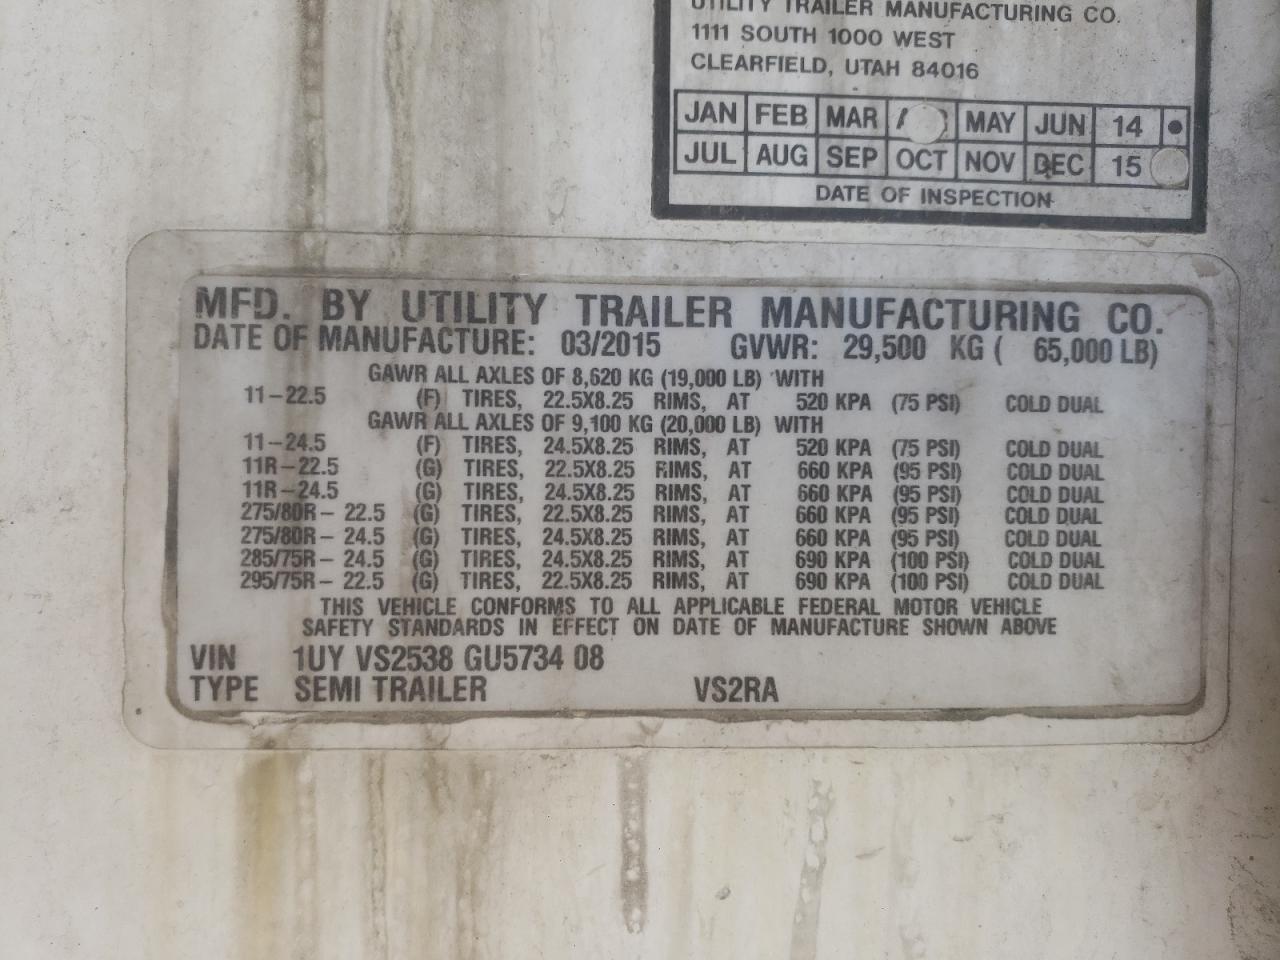 UTILITY TRAILER MANUFACTURING CO.
1111 SOUTH 1000 WEST
CLEARFIELD, UTAH 84016
JAN FEB MAR MAY JUN 14
JUL AUG SEP OCT NOV DEC 15
DATE OF INSPECTION
MFD. BY UTILITY TRAILER MANUFACTURING CO.
DATE OF MANUFACTURE: 03/2015 GVWR: 29,500 KG ( 65,000 LB)
GAWR ALL AXLES OF 8,620 KG (19,000 LB) WITH
11-22.5 (F) TIRES, 22.5X8.25 RIMS, AT 520 KPA (75 PSI) COLD DUAL
GAWR ALL AXLES OF 9,100 KG (20,000 LB) WITH
11-24.5 (F) TIRES, 24.5X8.25 RIMS, AT 520 KPA (75 PSI) COLD DUAL
11R-22.5 (G) TIRES, 22.5X8.25 RIMS, AT 660 KPA (95 PSI) COLD DUAL
11R-24.5 (G) TIRES, 24.5X8.25 RIMS, AT 660 KPA (95 PSI) COLD DUAL
275/80R- 22.5 (G) TIRES, 22.5X8.25 RIMS, AT 660 KPA (95 PSI) COLD DUAL
275/80R- 24.5 (G) TIRES, 24.5X8.25 RIMS, AT 660 KPA (95 PSI) COLD DUAL
285/75R- 24.5 (G) TIRES, 24.5X8.25 RIMS, AT 690 KPA (100 PSI) COLD DUAL
295/75R- 22.5 (G) TIRES, 22.5X8.25 RIMS, AT 690 KPA (100 PSI) COLD DUAL
THIS VEHICLE CONFORMS TO ALL APPLICABLE FEDERAL MOTOR VEHICLE
SAFETY STANDARDS IN EFFECT ON DATE OF MANUFACTURE SHOWN ABOVE
VIN 1UY VS2538 GU5734 08
TYPE SEMI TRAILER VS2RA